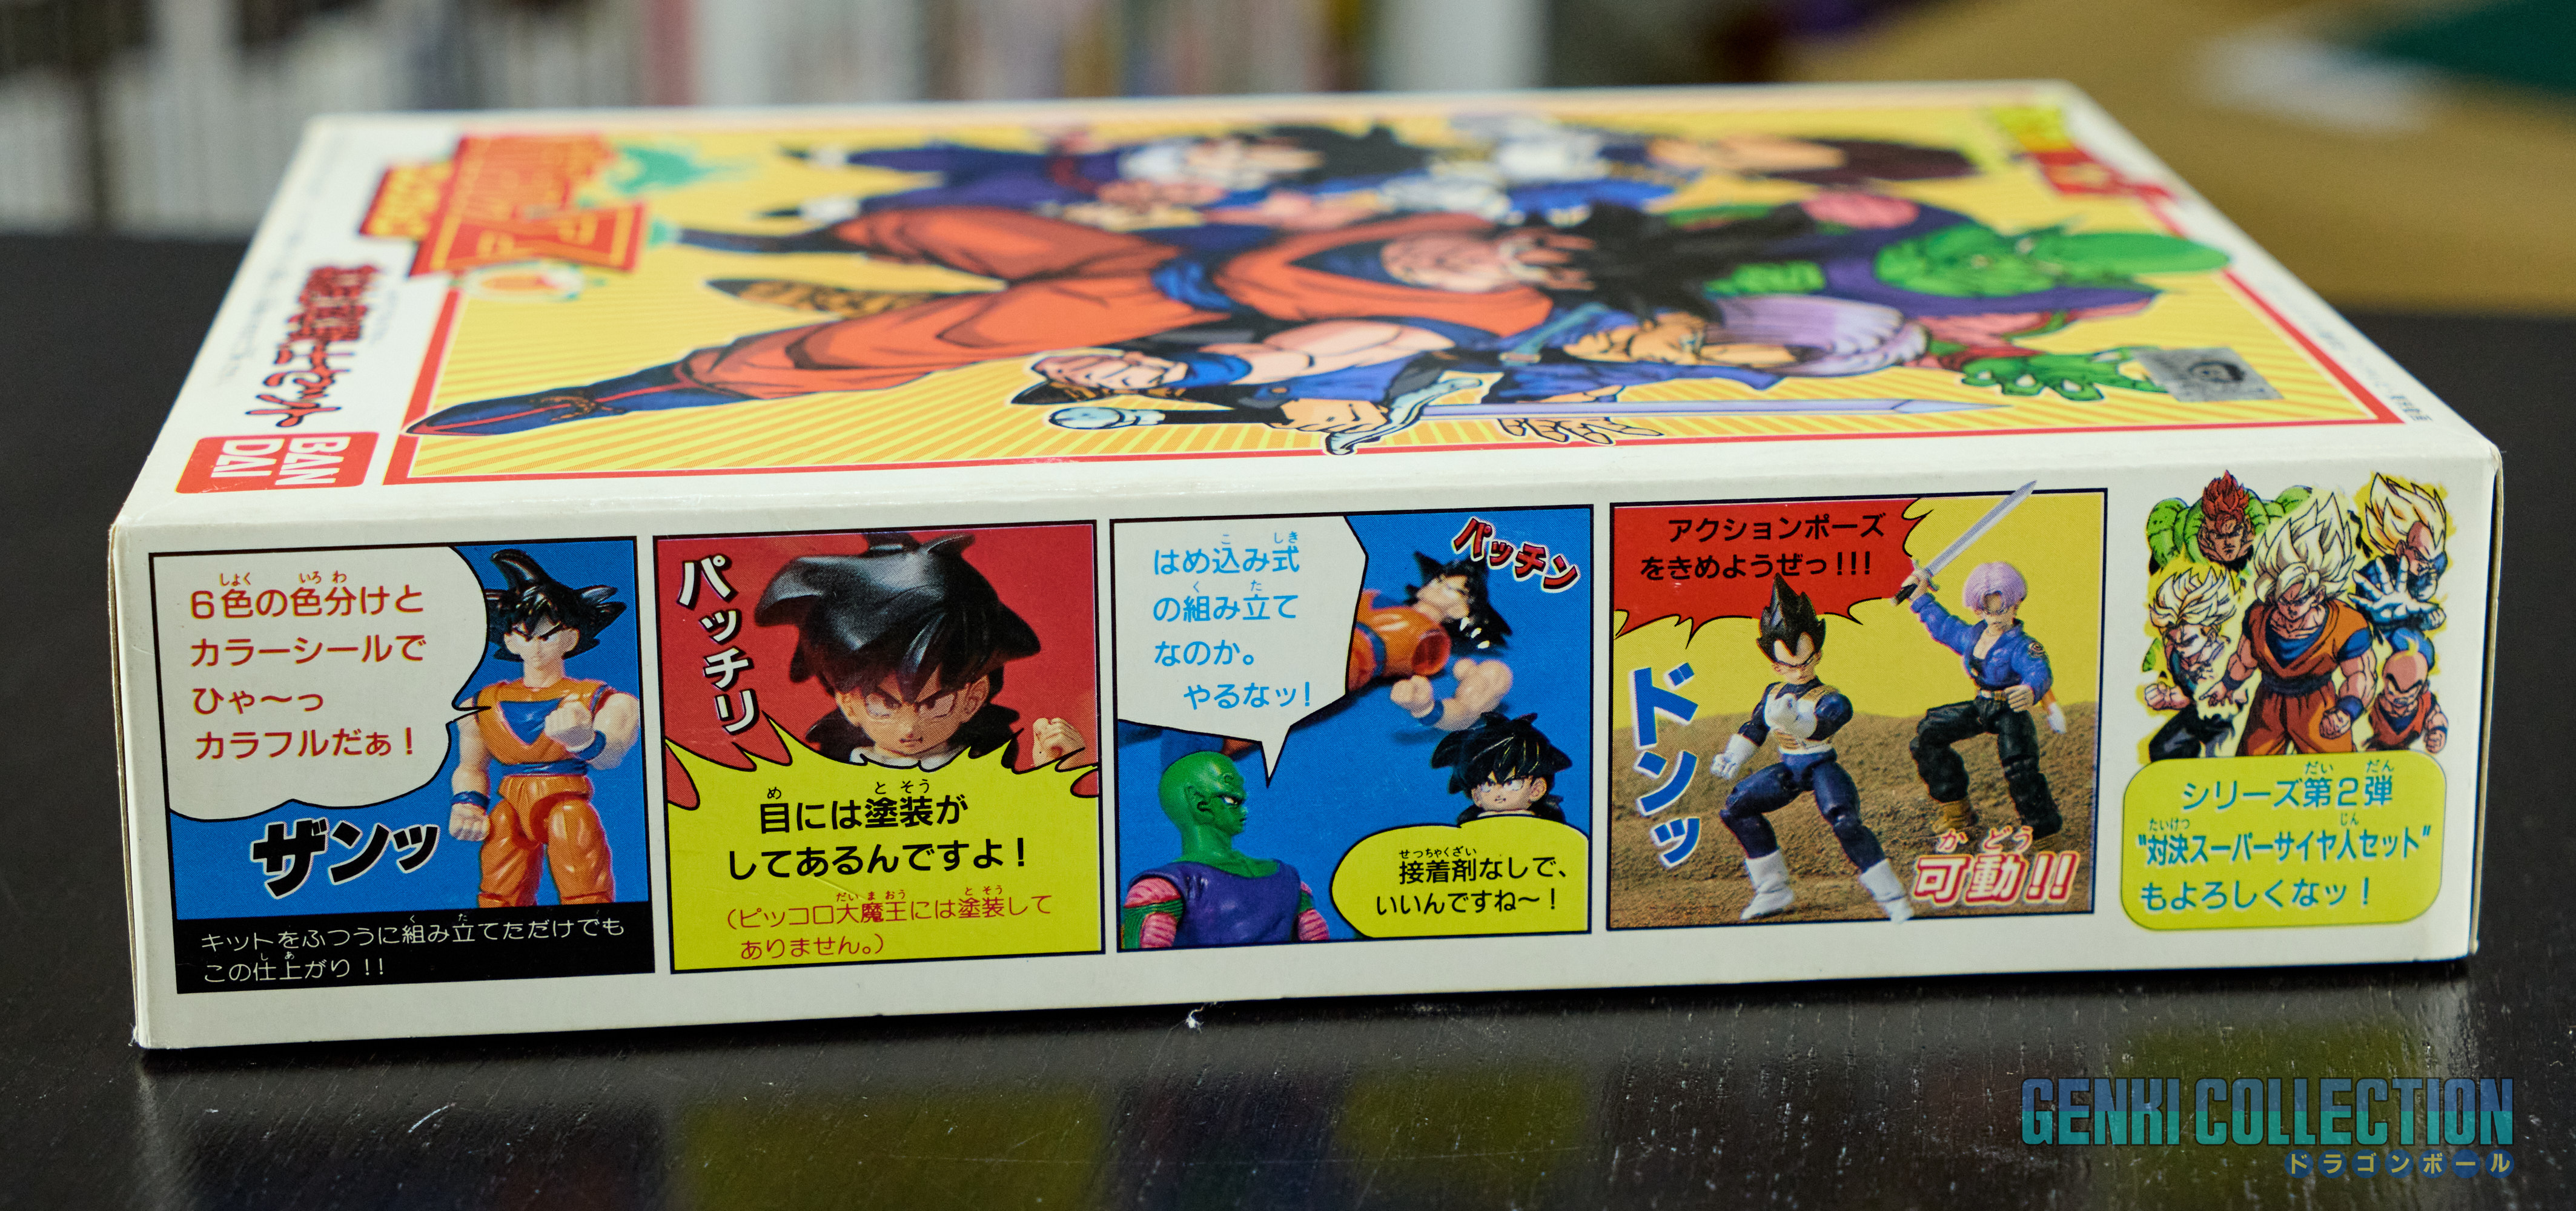 BAN
DAI
6色の色分けと
カラーシールで
ひゃ〜っ
カラフルだぁ！
ザンッ
キットをふつうに組み立てただけでも
この仕上がり!!
パッチリ
目には塗装が
してあるんですよ！
(ピッコロ大魔王には塗装して
ありません。)
はめ込み式
の組み立て
なのか。
やるなッ！
パッチン
接着剤なしで、
いいんですね〜！
アクションポーズ
をきめようぜっ!!!
ドンッ
可動!!
シリーズ第2弾
"対決スーパーサイヤ人セット"
もよろしくなッ！
GENKI COLLECTION
ドラゴンボール